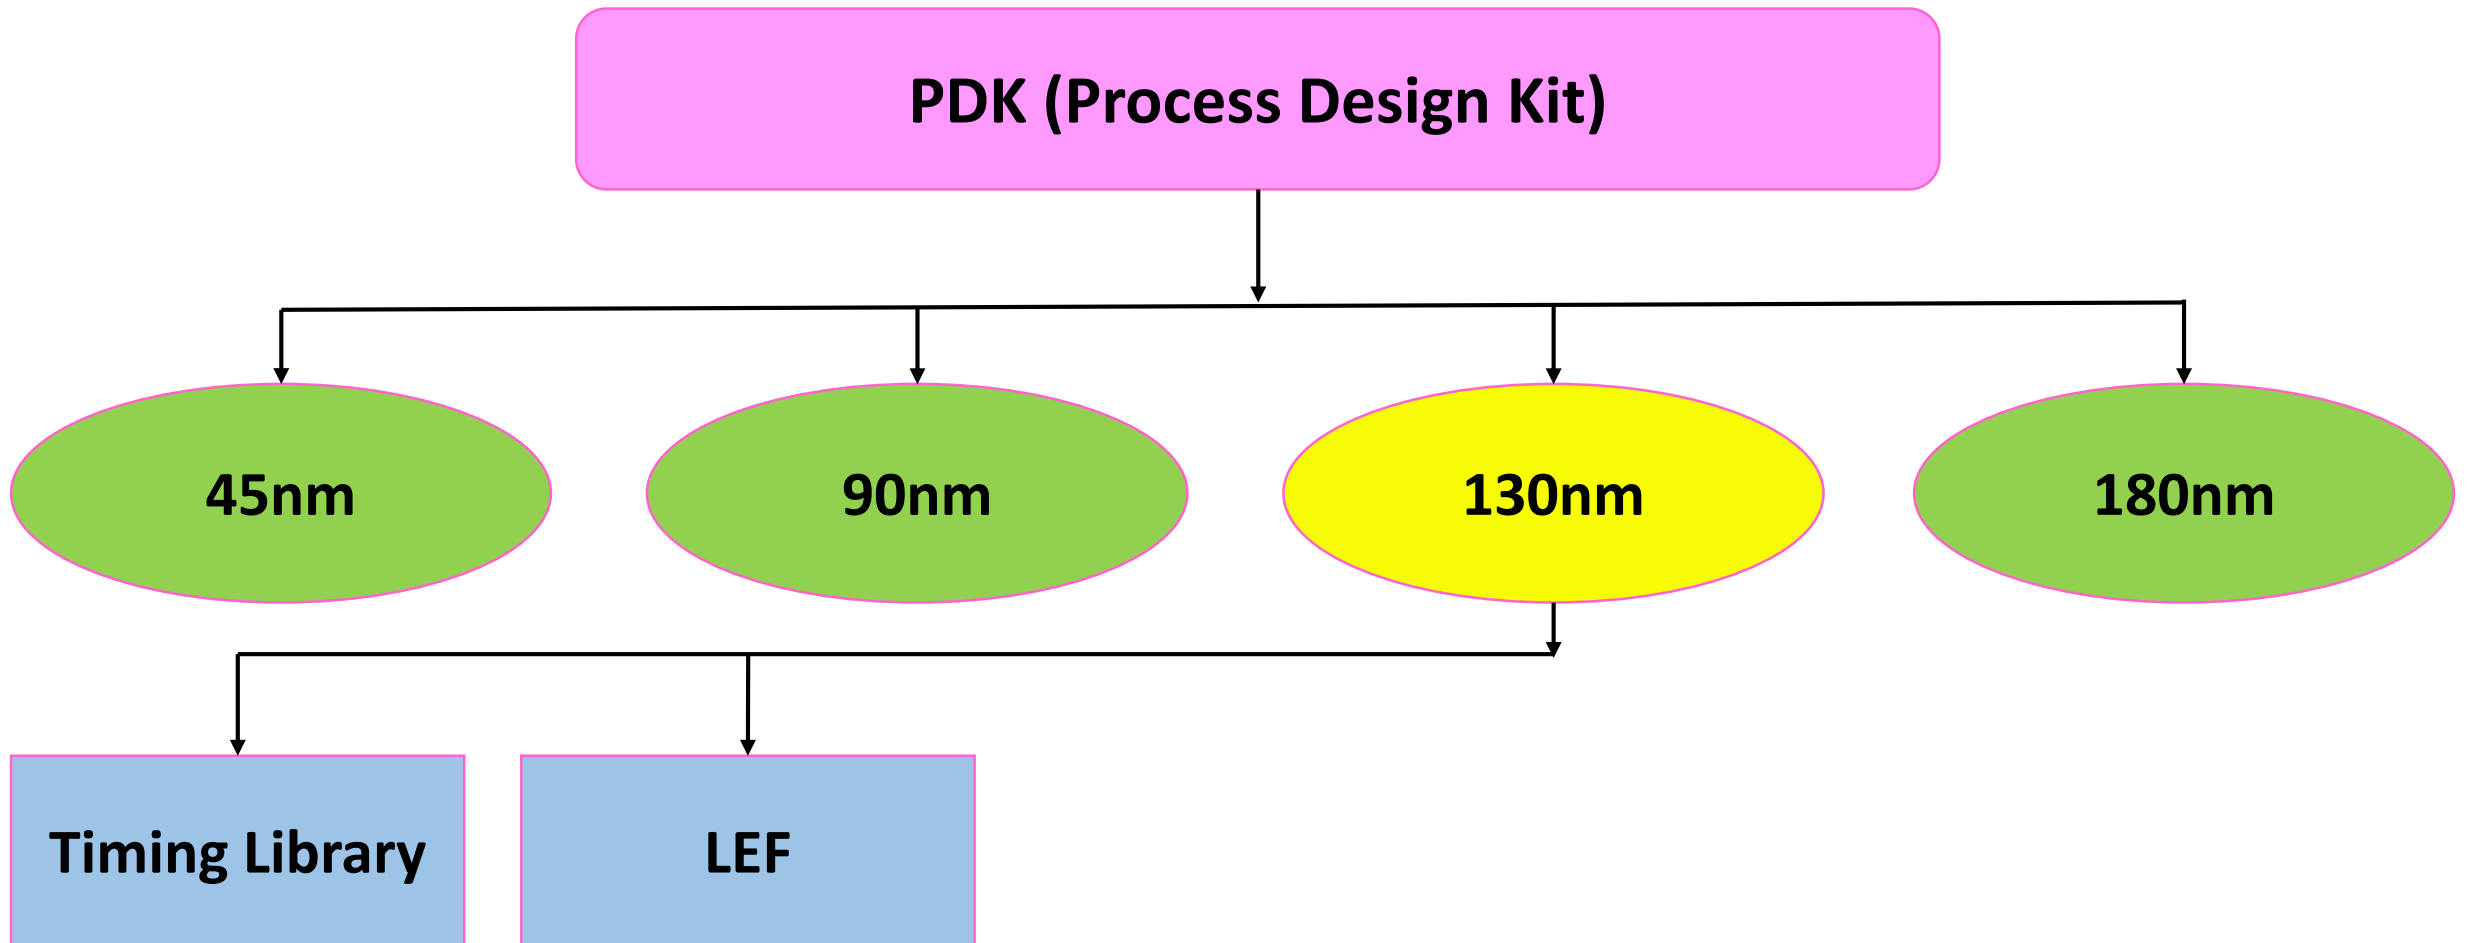 PDK (Process Design Kit)
45nm
90nm
130nm
180nm
Timing Library
LEF